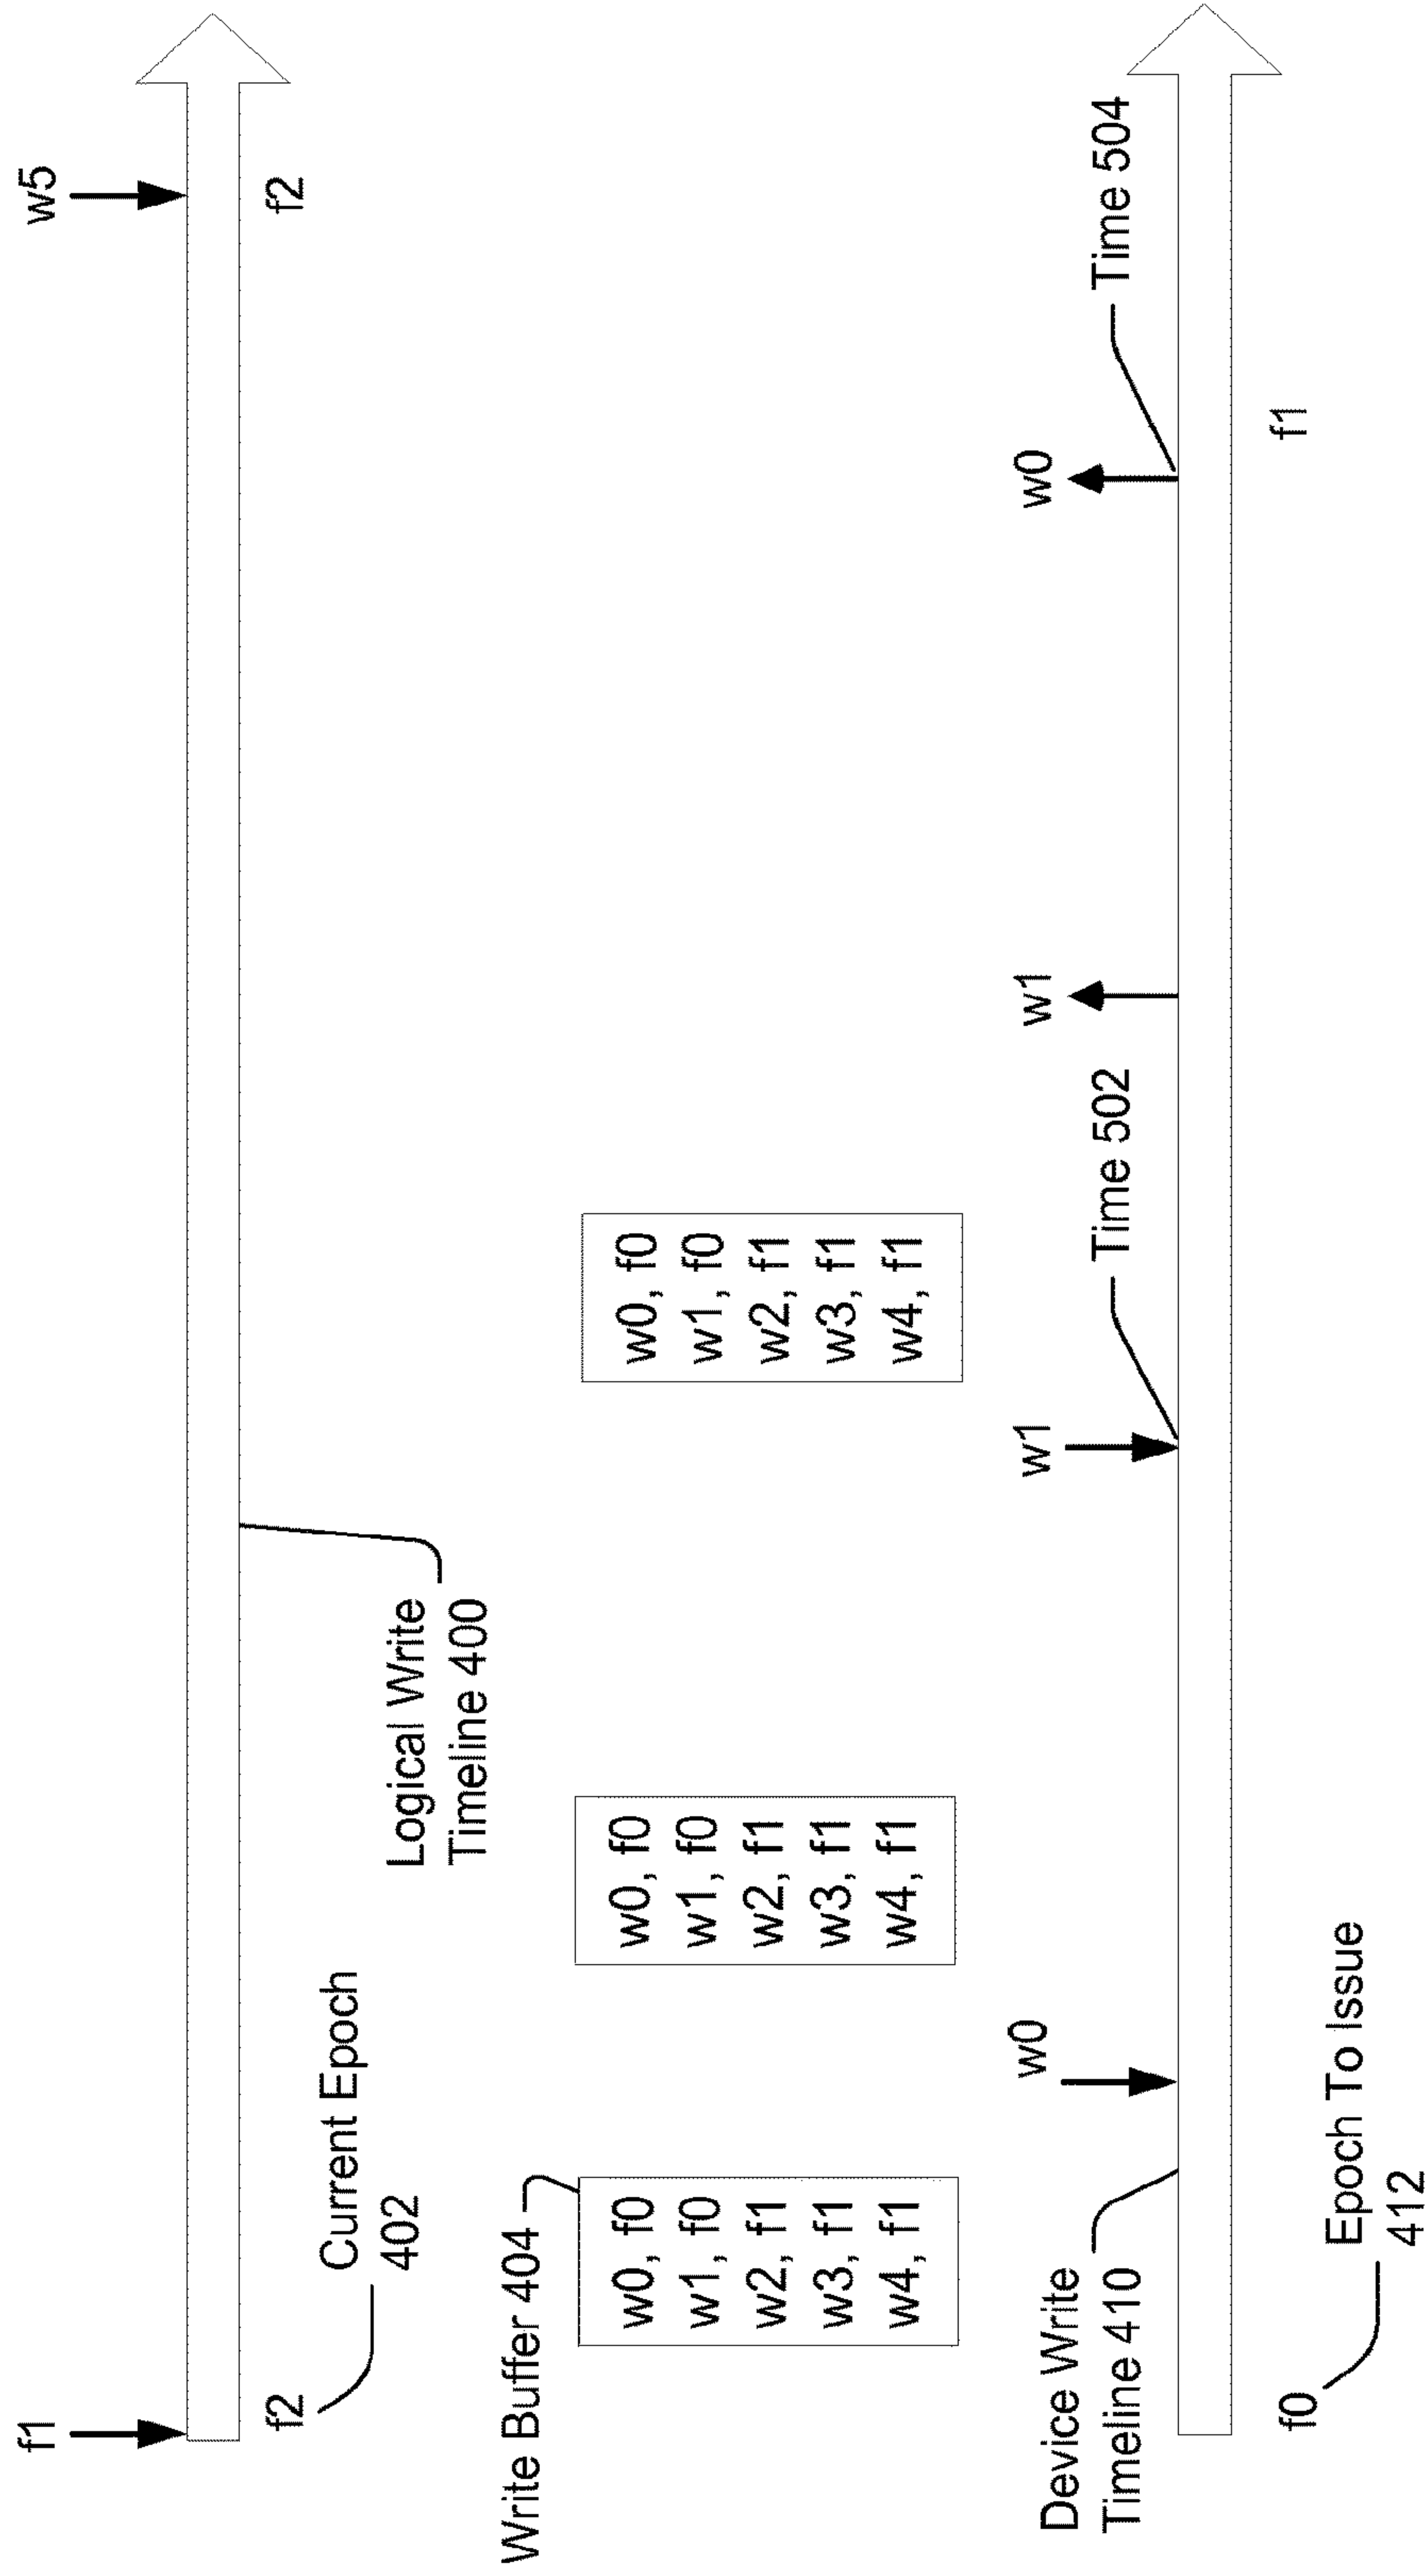 f1
w5
f2
Current Epoch
402
f2
Logical Write
Timeline 400
Write Buffer 404
w0, f0
w1, f0
w2, f1
w3, f1
w4, f1
w0, f0
w1, f0
w2, f1
w3, f1
w4, f1
w0, f0
w1, f0
w2, f1
w3, f1
w4, f1
Device Write
Timeline 410
w0
w1
Time 502
w1
w0
Time 504
f0
Epoch To Issue
412
f1